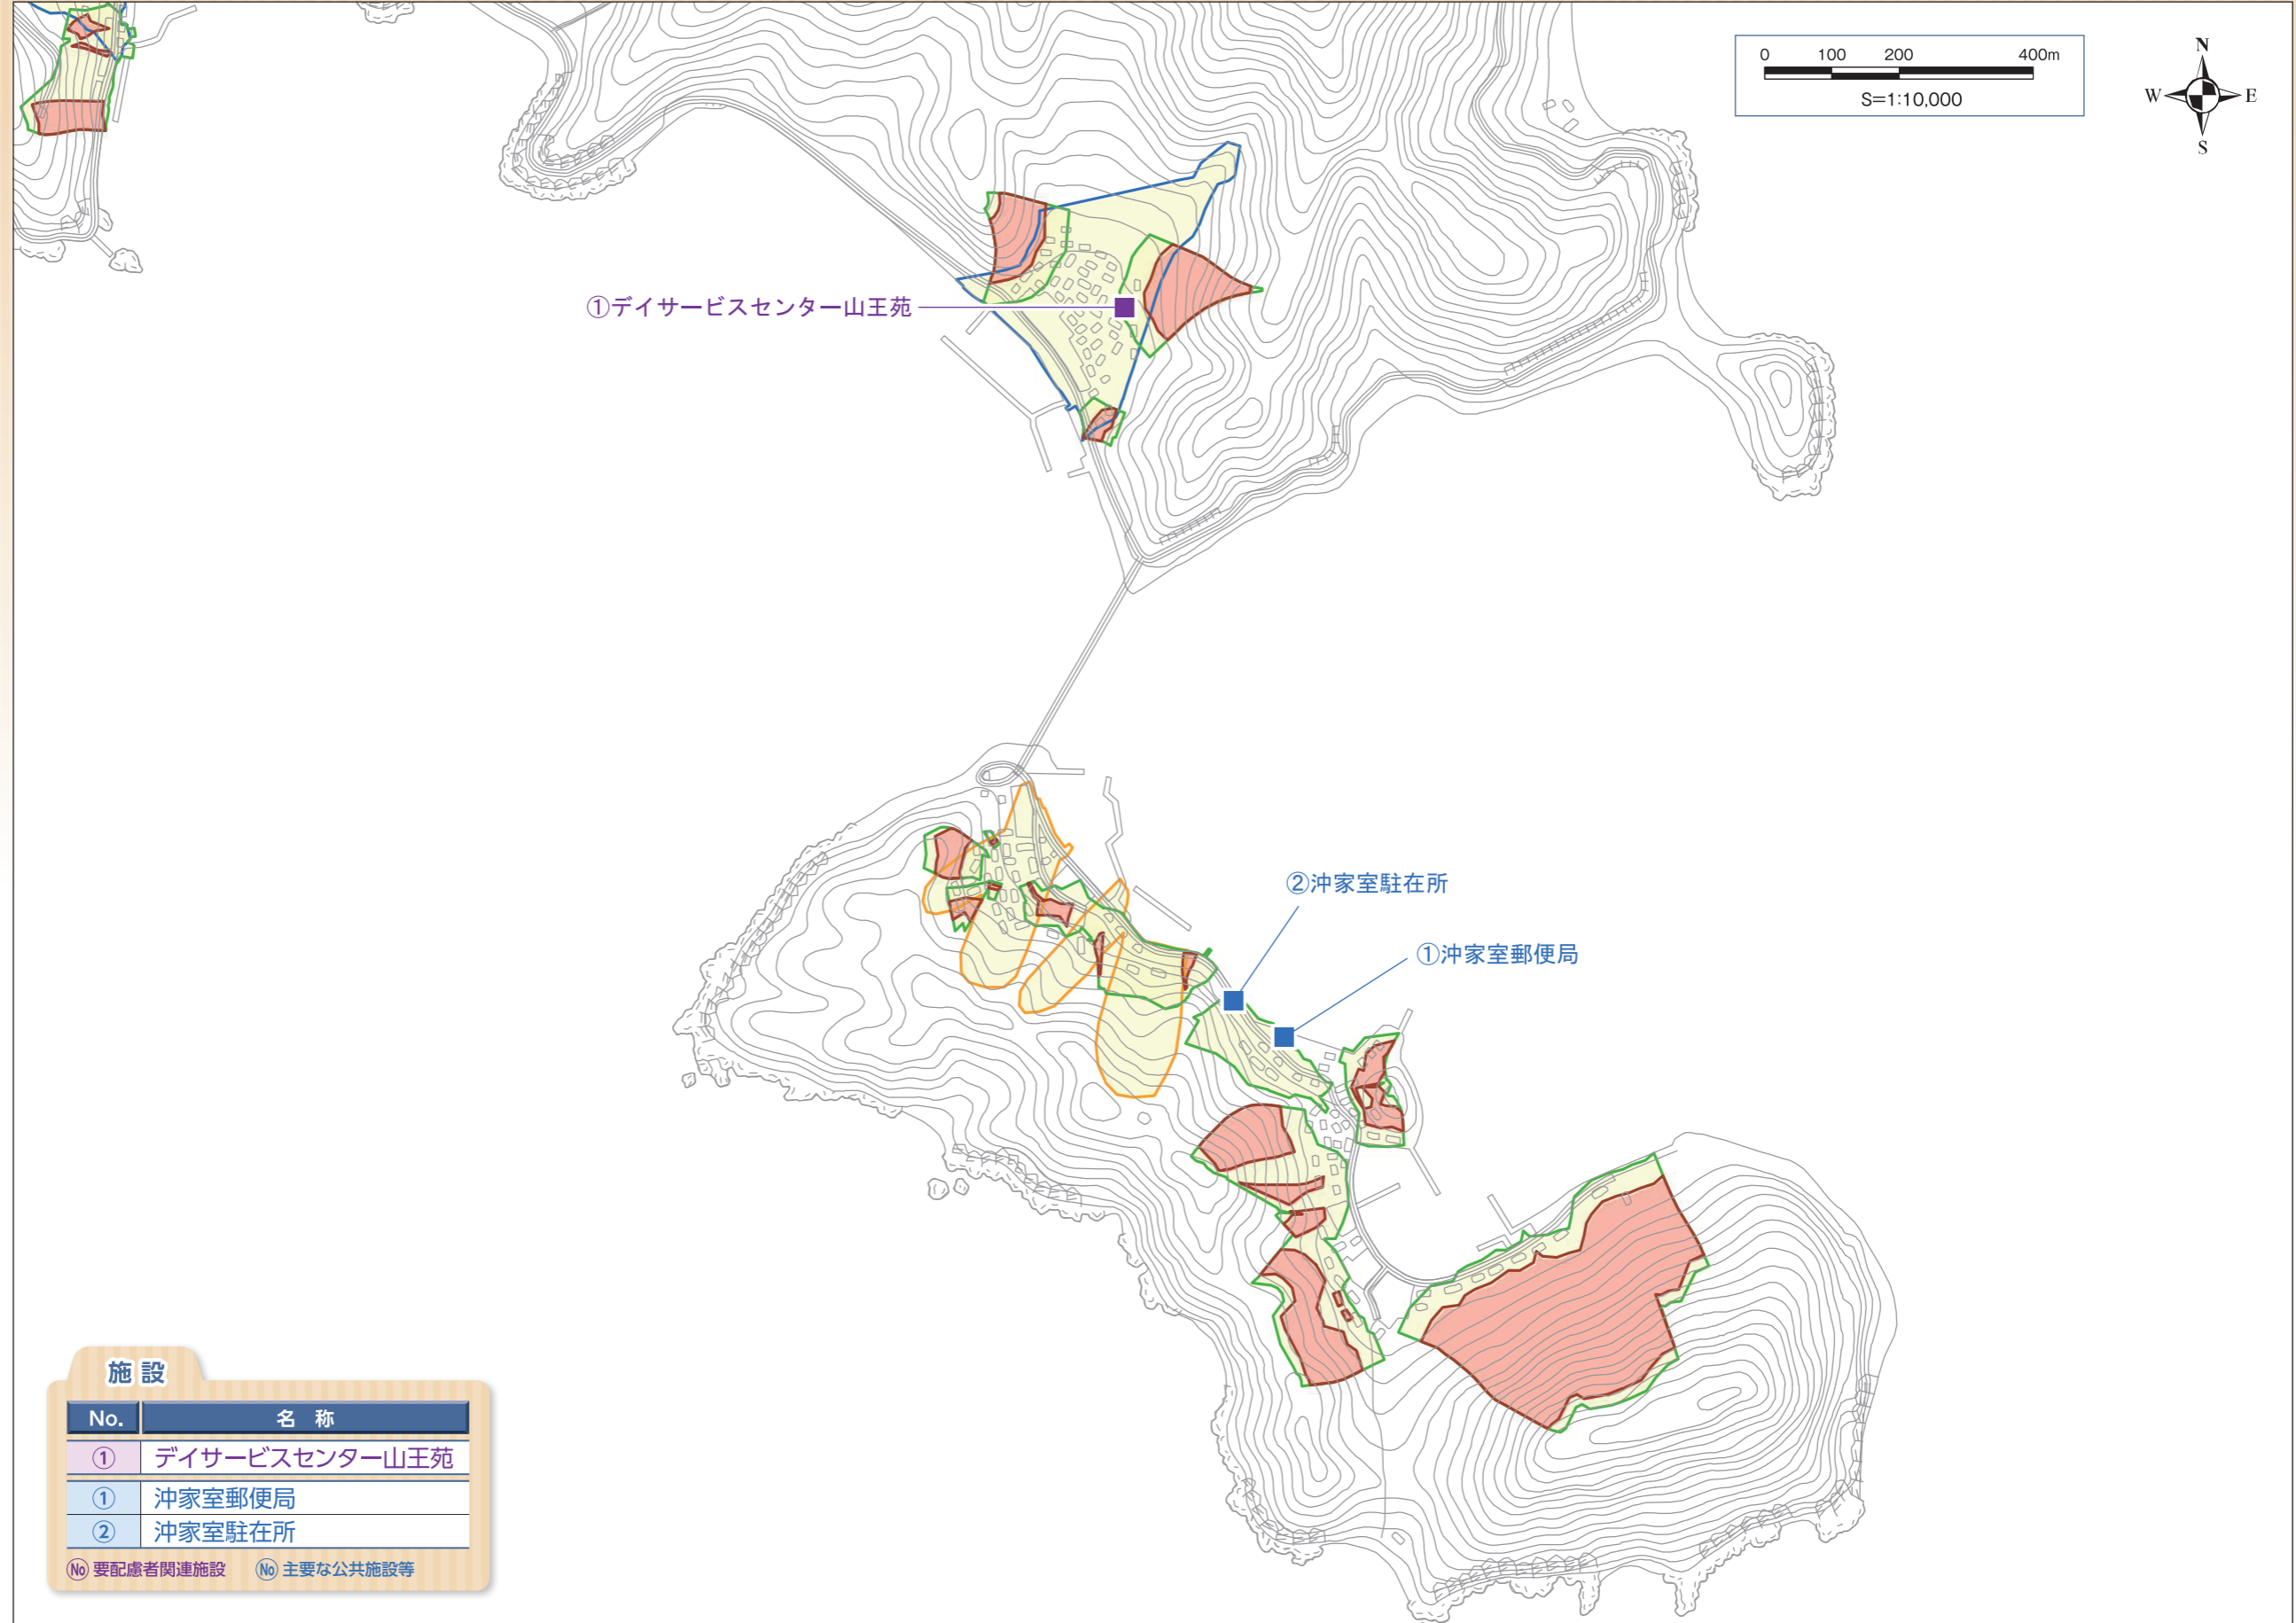 0 100 200 400m
S=1:10,000
N
W E
S
①デイサービスセンター山王苑
②沖家室駐在所
①沖家室郵便局
施設
No. 名称
① デイサービスセンター山王苑
① 沖家室郵便局
② 沖家室駐在所
No 要配慮者関連施設 No 主要な公共施設等